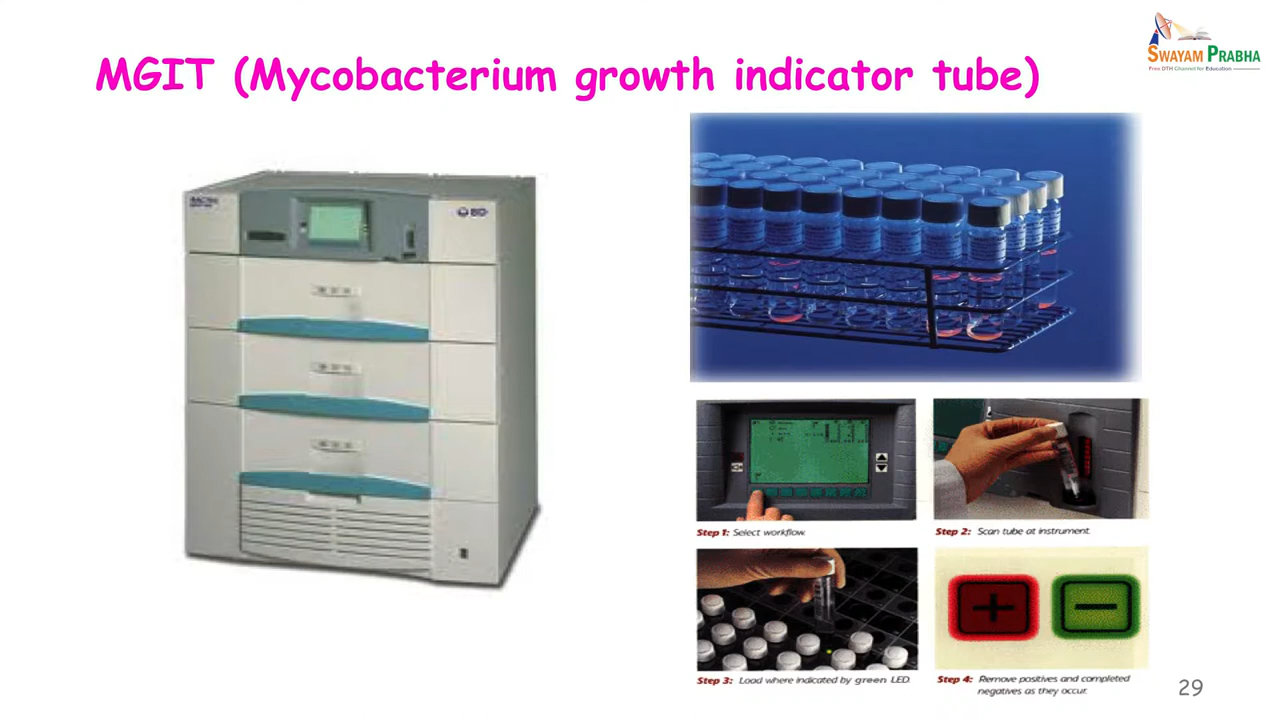 MGIT (Mycobacterium growth indicator tube)
SWAYAM PRABHA
Free DTH Channel for Education
BD
Step 1: Select workflow.
Step 2: Scan tube at instrument.
Step 3: Load where indicated by green LED.
Step 4: Remove positives and completed
negatives as they occur.
29